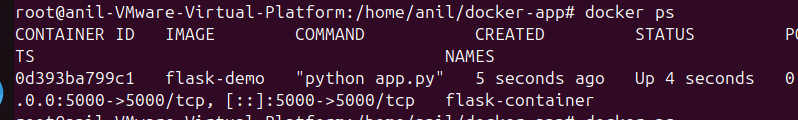 root@anil-VMware-Virtual-Platform:/home/anil/docker-app# docker ps
CONTAINER ID   IMAGE        COMMAND           CREATED         STATUS         PO
TS                                            NAMES
0d393ba799c1   flask-demo   "python app.py"   5 seconds ago   Up 4 seconds   0
.0.0:5000->5000/tcp, [::]:5000->5000/tcp   flask-container
root@anil-VMware-Virtual-Platform:/home/anil/docker-app# docker ps